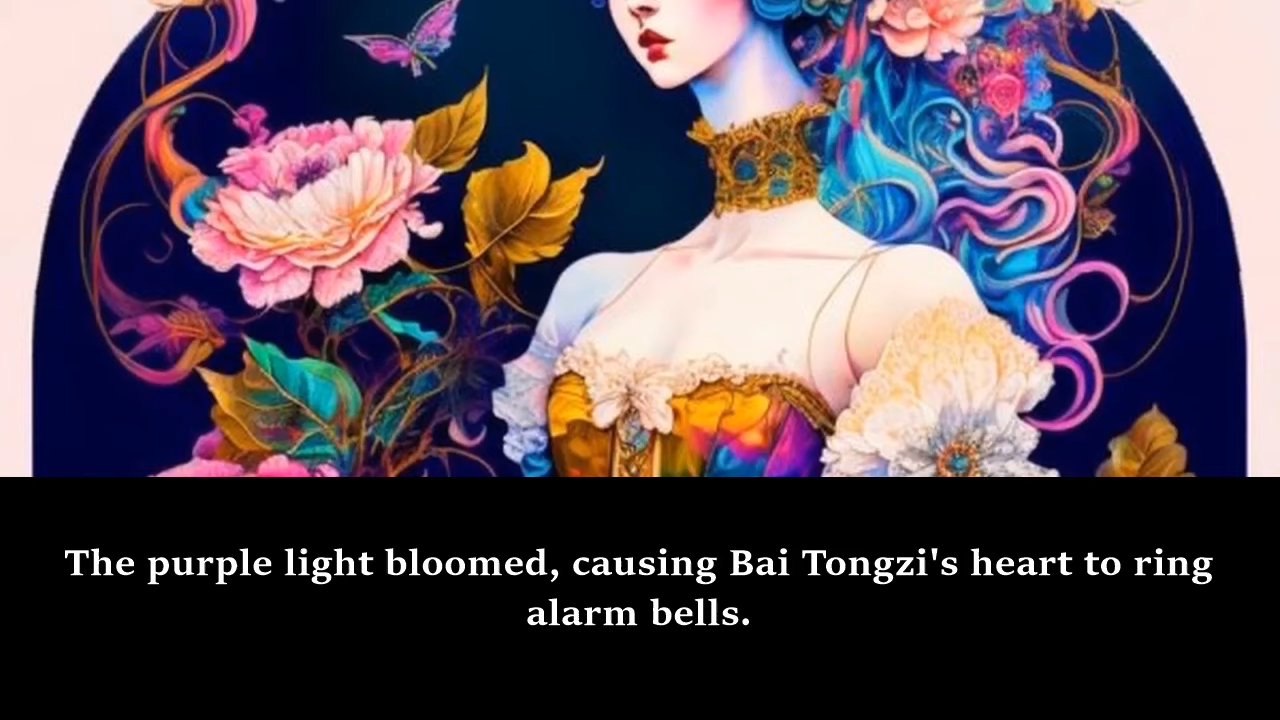 The purple light bloomed, causing Bai Tongzi's heart to ring
alarm bells.